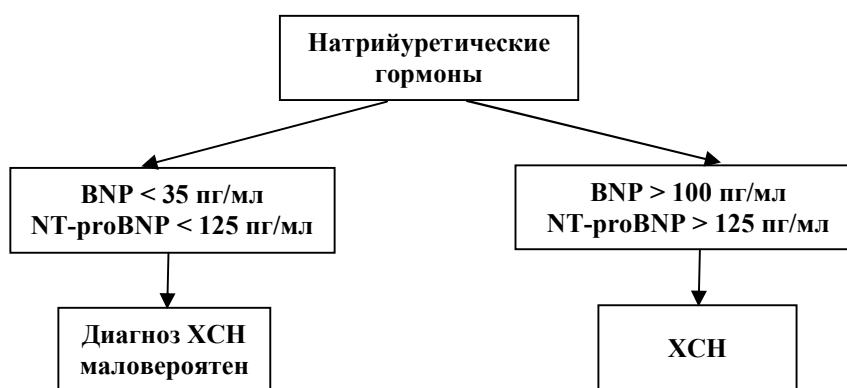 Натрийуретические
гормоны
BNP < 35 пг/мл
NT-proBNP < 125 пг/мл
BNP > 100 пг/мл
NT-proBNP > 125 пг/мл
Диагноз ХСН
маловероятен
ХСН